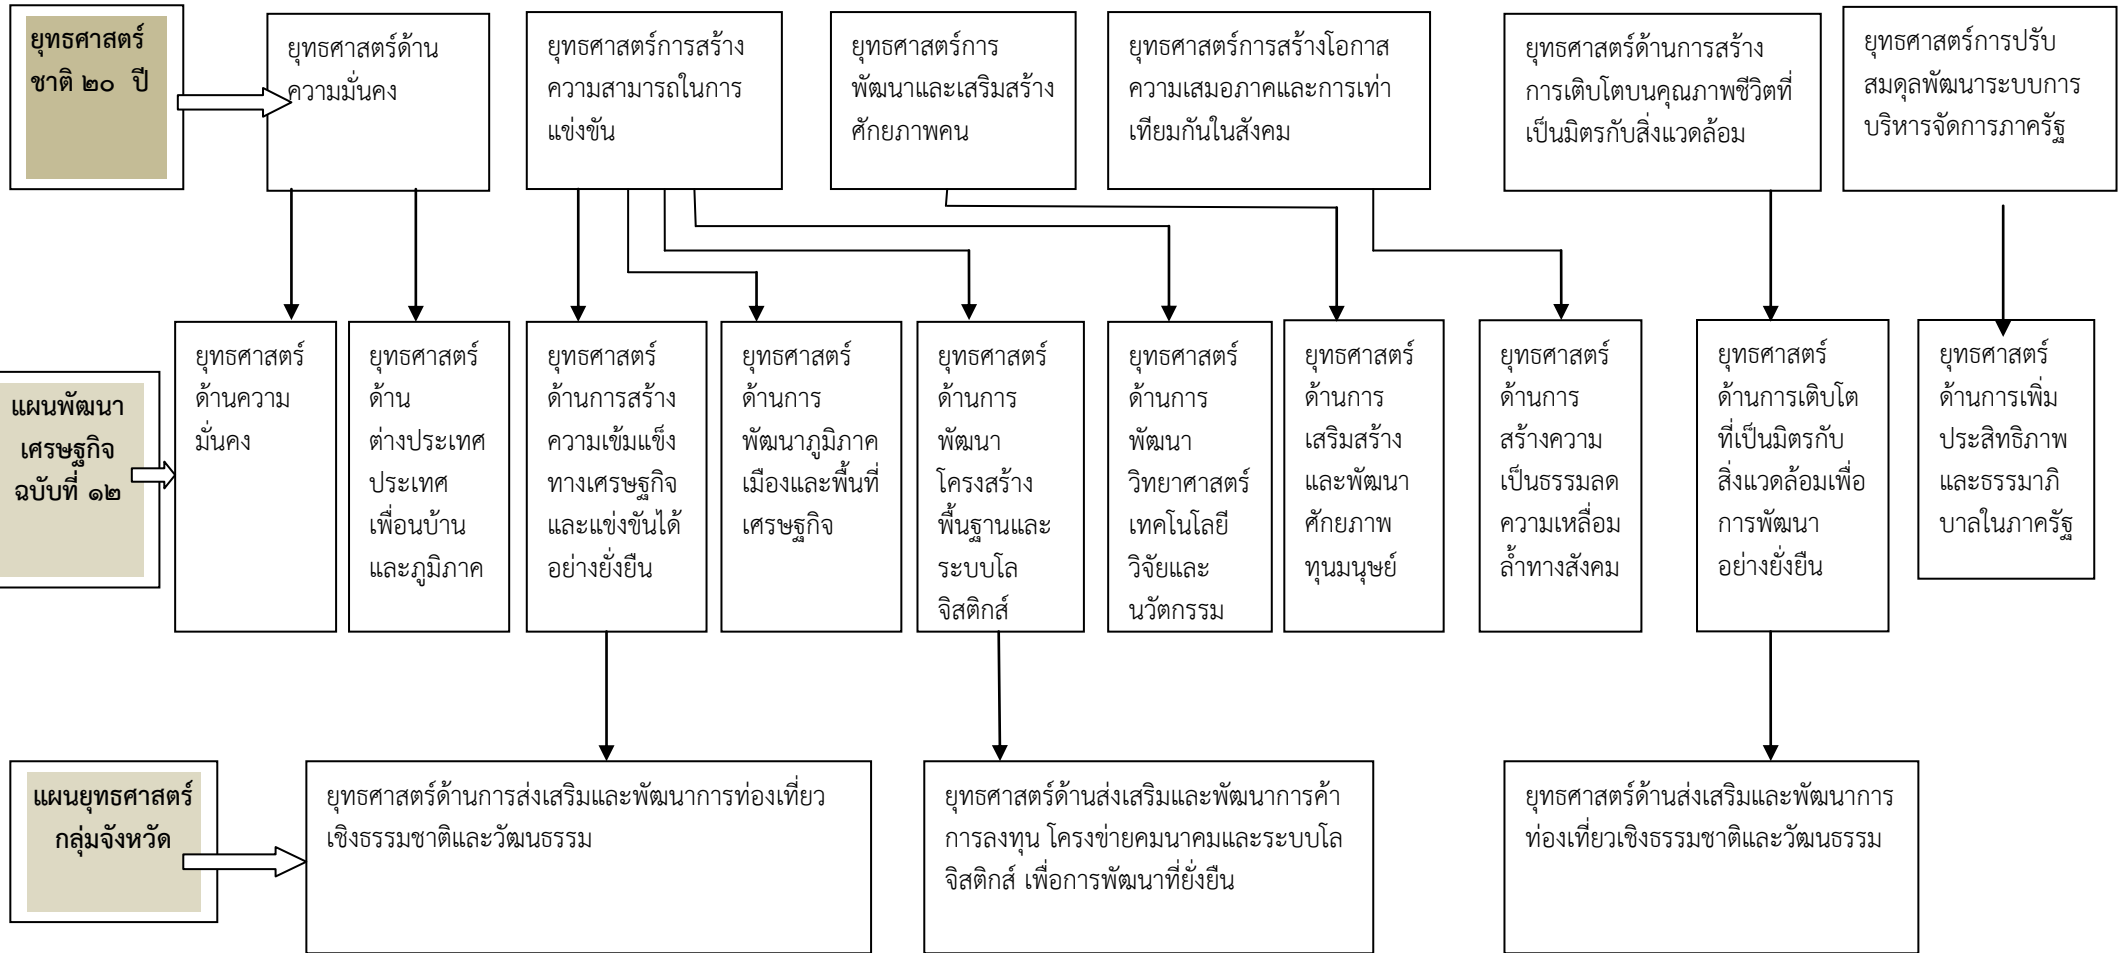 ยุทธศาสตร์
ชาติ ๒๐ ปี
ยุทธศาสตร์ด้าน
ความมั่นคง
ยุทธศาสตร์การสร้าง
ความสามารถในการ
แข่งขัน
ยุทธศาสตร์การ
พัฒนาและเสริมสร้าง
ศักยภาพคน
ยุทธศาสตร์การสร้างโอกาส
ความเสมอภาคและการเท่า
เทียมกันในสังคม
ยุทธศาสตร์ด้านการสร้าง
การเติบโตบนคุณภาพชีวิตที่
เป็นมิตรกับสิ่งแวดล้อม
ยุทธศาสตร์การปรับ
สมดุลพัฒนาระบบการ
บริหารจัดการภาครัฐ
แผนพัฒนา
เศรษฐกิจ
ฉบับที่ ๑๒
ยุทธศาสตร์
ด้านความ
มั่นคง
ยุทธศาสตร์
ด้าน
ต่างประเทศ
ประเทศ
เพื่อนบ้าน
และภูมิภาค
ยุทธศาสตร์
ด้านการสร้าง
ความเข้มแข็ง
ทางเศรษฐกิจ
และแข่งขันได้
อย่างยั่งยืน
ยุทธศาสตร์
ด้านการ
พัฒนาภูมิภาค
เมืองและพื้นที่
เศรษฐกิจ
ยุทธศาสตร์
ด้านการ
พัฒนา
โครงสร้าง
พื้นฐานและ
ระบบโล
จิสติกส์
ยุทธศาสตร์
ด้านการ
พัฒนา
วิทยาศาสตร์
เทคโนโลยี
วิจัยและ
นวัตกรรม
ยุทธศาสตร์
ด้านการ
เสริมสร้าง
และพัฒนา
ศักยภาพ
ทุนมนุษย์
ยุทธศาสตร์
ด้านการ
สร้างความ
เป็นธรรมลด
ความเหลื่อม
ล้ำทางสังคม
ยุทธศาสตร์
ด้านการเติบโต
ที่เป็นมิตรกับ
สิ่งแวดล้อมเพื่อ
การพัฒนา
อย่างยั่งยืน
ยุทธศาสตร์
ด้านการเพิ่ม
ประสิทธิภาพ
และธรรมาภิ
บาลในภาครัฐ
แผนยุทธศาสตร์
กลุ่มจังหวัด
ยุทธศาสตร์ด้านการส่งเสริมและพัฒนาการท่องเที่ยว
เชิงธรรมชาติและวัฒนธรรม
ยุทธศาสตร์ด้านส่งเสริมและพัฒนาการค้า
การลงทุน โครงข่ายคมนาคมและระบบโล
จิสติกส์ เพื่อการพัฒนาที่ยั่งยืน
ยุทธศาสตร์ด้านส่งเสริมและพัฒนาการ
ท่องเที่ยวเชิงธรรมชาติและวัฒนธรรม